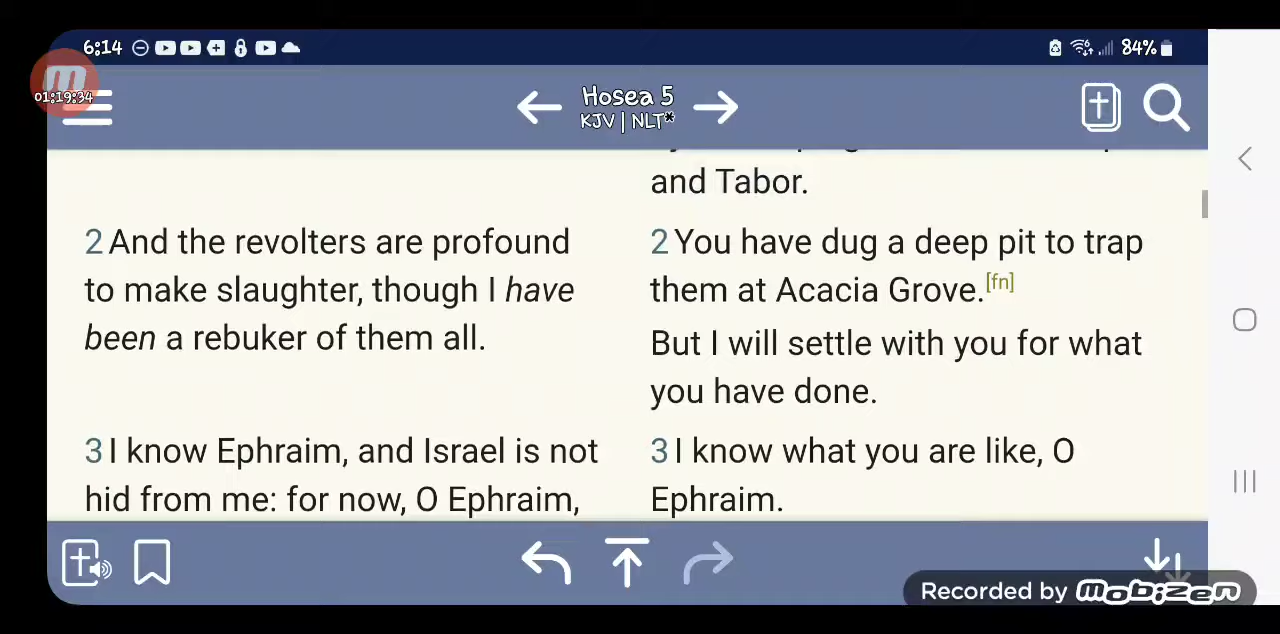 6:14
84%
01:19:34
Hosea 5
KJV | NLT*
and Tabor.
2 And the revolters are profound
to make slaughter, though I have
been a rebuker of them all.
2 You have dug a deep pit to trap
them at Acacia Grove.[fn]
But I will settle with you for what
you have done.
3 I know Ephraim, and Israel is not
hid from me: for now, O Ephraim,
3 I know what you are like, O
Ephraim.
Recorded by mobizen